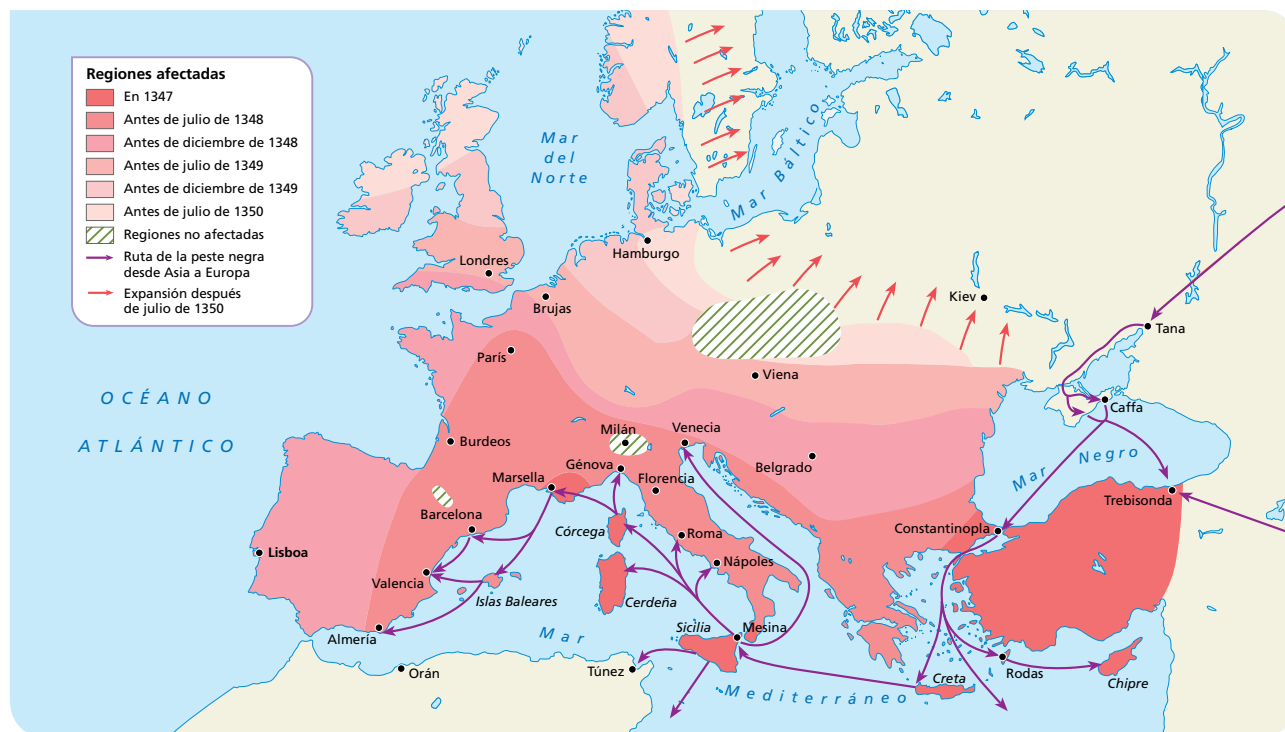 Regiones afectadas
En 1347
Antes de julio de 1348
Antes de diciembre de 1348
Antes de julio de 1349
Antes de diciembre de 1349
Antes de julio de 1350
Regiones no afectadas
Ruta de la peste negra
desde Asia a Europa
Expansión después
de julio de 1350
Mar
del
Norte
Mar Báltico
Londres
Hamburgo
Brujas
Kiev
Tana
París
Viena
OCÉANO
ATLÁNTICO
Caffa
Burdeos
Milán
Venecia
Belgrado
Mar Negro
Génova
Marsella
Florencia
Trebisonda
Barcelona
Córcega
Roma
Constantinopla
Lisboa
Nápoles
Valencia
Islas Baleares
Cerdeña
Almería
Mar
Sicilia
Mesina
Orán
Túnez
Mediterráneo
Creta
Rodas
Chipre